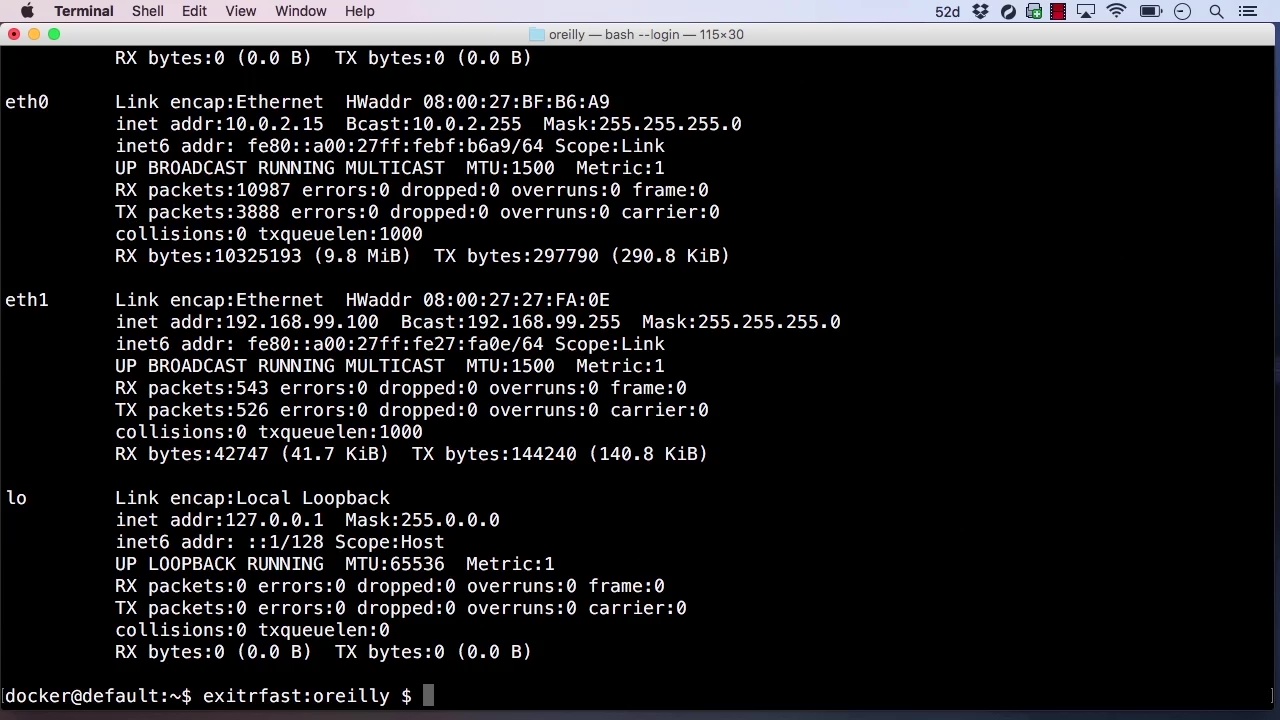 Terminal Shell Edit View Window Help 52d
oreilly — bash --login — 115×30
RX bytes:0 (0.0 B) TX bytes:0 (0.0 B)
eth0 Link encap:Ethernet HWaddr 08:00:27:BF:B6:A9
inet addr:10.0.2.15 Bcast:10.0.2.255 Mask:255.255.255.0
inet6 addr: fe80::a00:27ff:febf:b6a9/64 Scope:Link
UP BROADCAST RUNNING MULTICAST MTU:1500 Metric:1
RX packets:10987 errors:0 dropped:0 overruns:0 frame:0
TX packets:3888 errors:0 dropped:0 overruns:0 carrier:0
collisions:0 txqueuelen:1000
RX bytes:10325193 (9.8 MiB) TX bytes:297790 (290.8 KiB)
eth1 Link encap:Ethernet HWaddr 08:00:27:27:FA:0E
inet addr:192.168.99.100 Bcast:192.168.99.255 Mask:255.255.255.0
inet6 addr: fe80::a00:27ff:fe27:fa0e/64 Scope:Link
UP BROADCAST RUNNING MULTICAST MTU:1500 Metric:1
RX packets:543 errors:0 dropped:0 overruns:0 frame:0
TX packets:526 errors:0 dropped:0 overruns:0 carrier:0
collisions:0 txqueuelen:1000
RX bytes:42747 (41.7 KiB) TX bytes:144240 (140.8 KiB)
lo Link encap:Local Loopback
inet addr:127.0.0.1 Mask:255.0.0.0
inet6 addr: ::1/128 Scope:Host
UP LOOPBACK RUNNING MTU:65536 Metric:1
RX packets:0 errors:0 dropped:0 overruns:0 frame:0
TX packets:0 errors:0 dropped:0 overruns:0 carrier:0
collisions:0 txqueuelen:0
RX bytes:0 (0.0 B) TX bytes:0 (0.0 B)
docker@default:~$ exitrfast:oreilly $